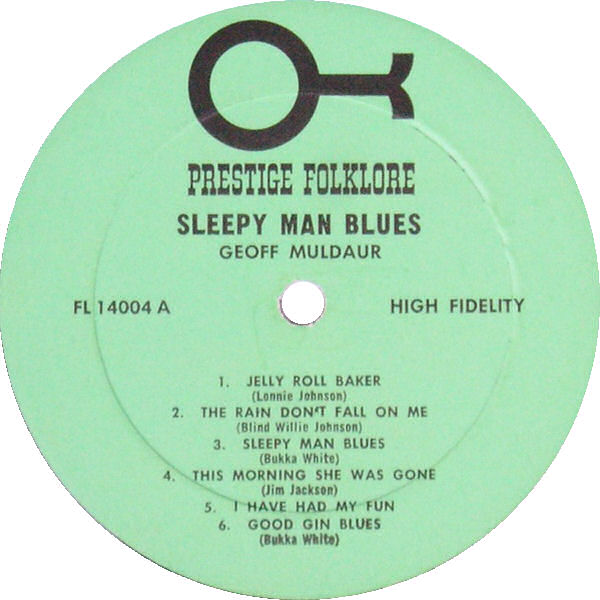 PRESTIGE FOLKLORE
SLEEPY MAN BLUES
GEOFF MULDAUR
FL 14004 A
HIGH FIDELITY
1. JELLY ROLL BAKER
(Lonnie Johnson)
2. THE RAIN DON'T FALL ON ME
(Blind Willie Johnson)
3. SLEEPY MAN BLUES
(Bukka White)
4. THIS MORNING SHE WAS GONE
(Jim Jackson)
5. I HAVE HAD MY FUN
6. GOOD GIN BLUES
(Bukka White)